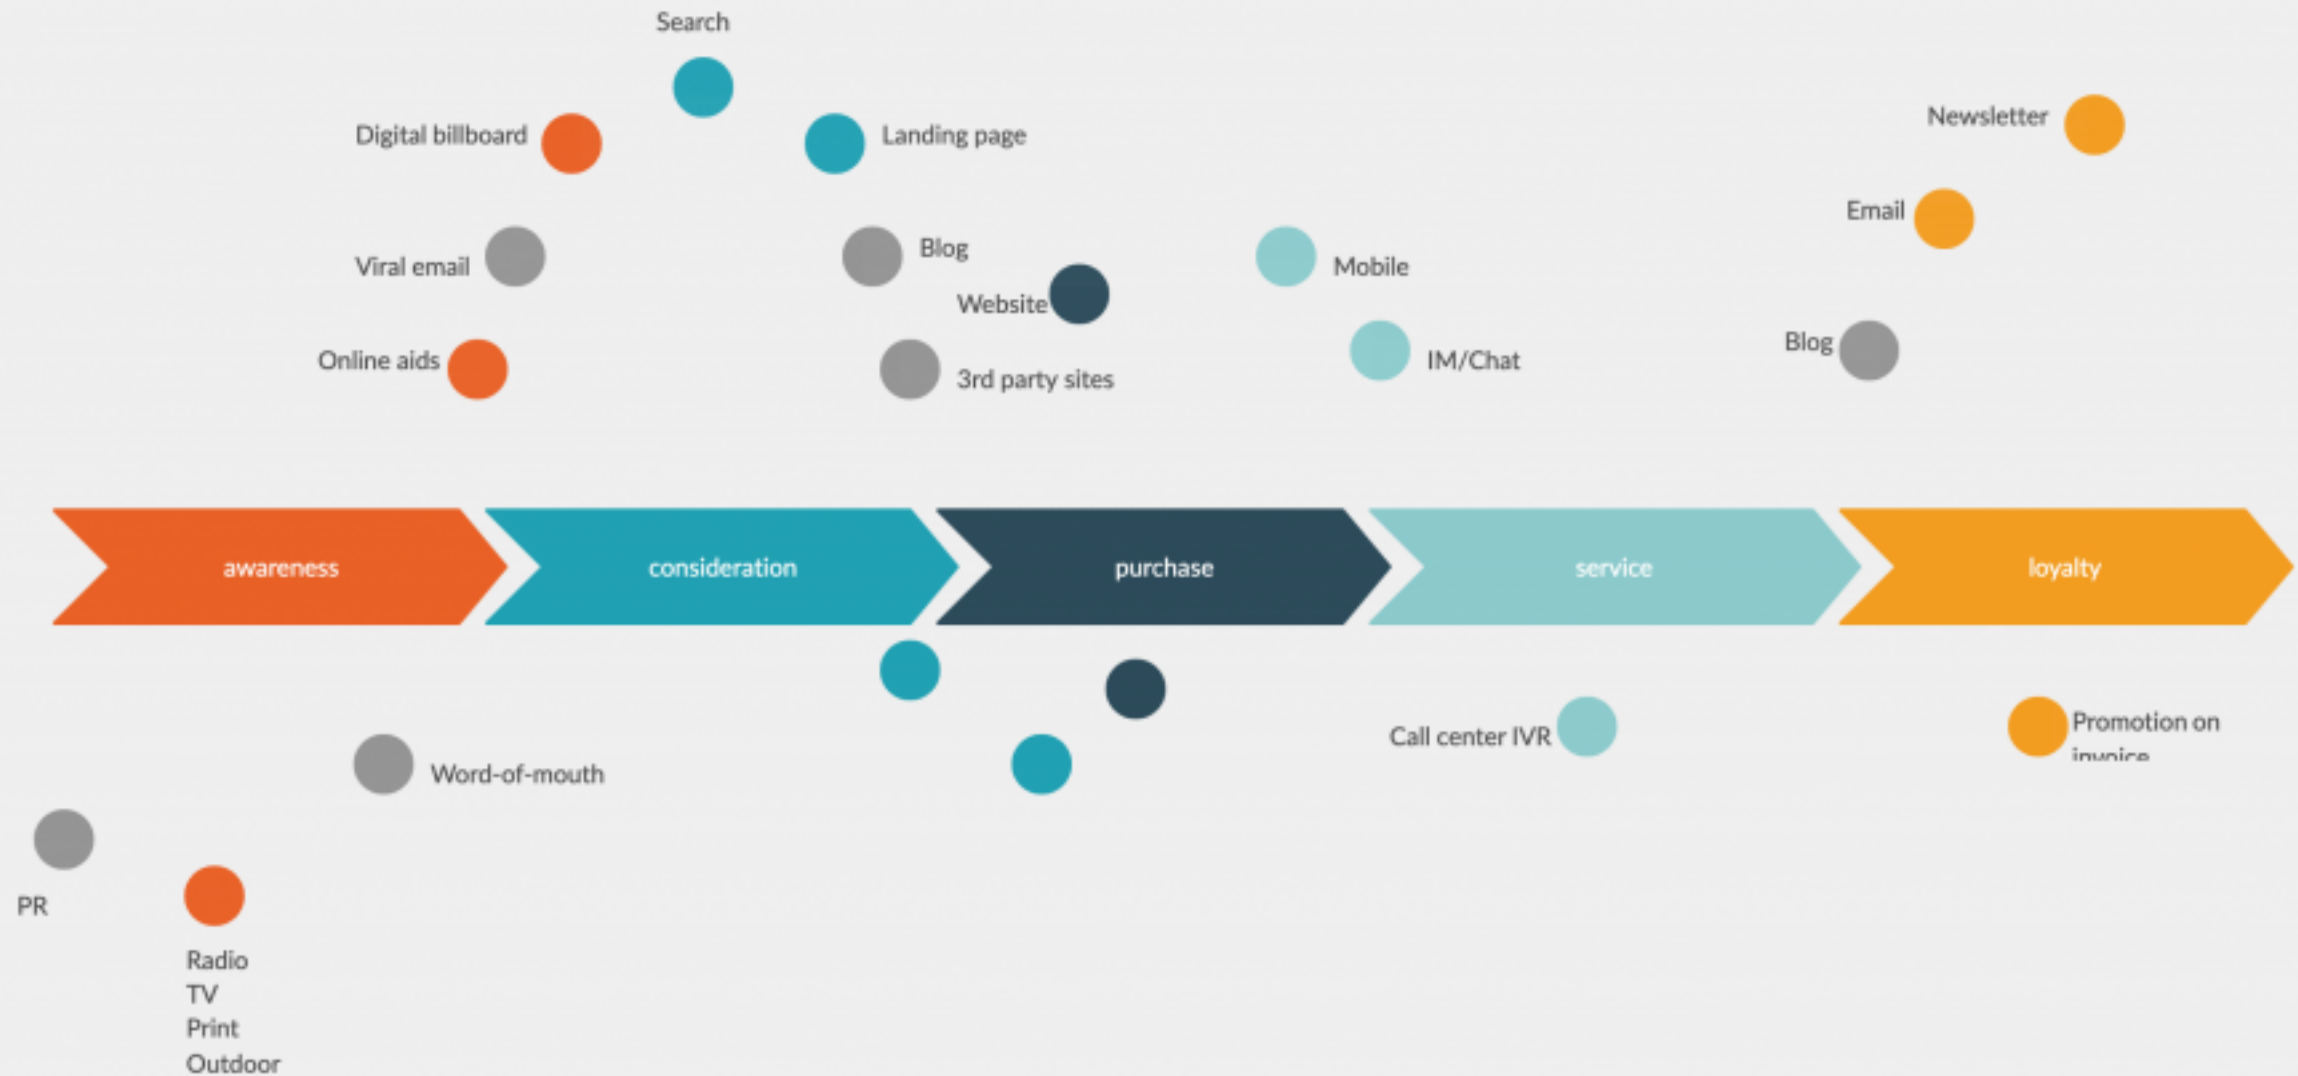 Search
Digital billboard
Landing page
Newsletter
Email
Viral email
Blog
Mobile
Website
Online aids
3rd party sites
IM/Chat
Blog
awareness
consideration
purchase
service
loyalty
Call center IVR
Promotion on
invoice
Word-of-mouth
PR
Radio
TV
Print
Outdoor